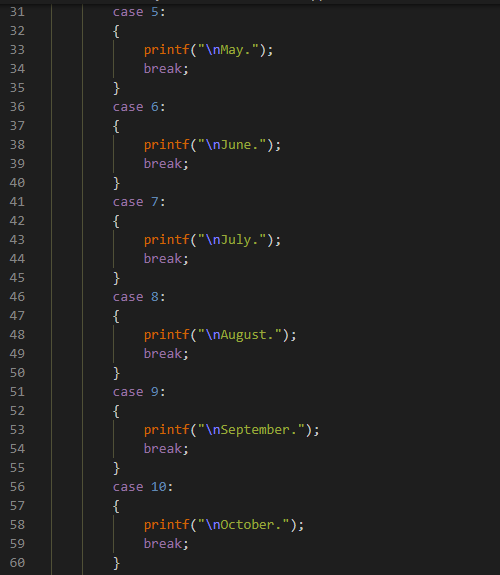 31 case 5:
32 {
33 printf("\nMay.");
34 break;
35 }
36 case 6:
37 {
38 printf("\nJune.");
39 break;
40 }
41 case 7:
42 {
43 printf("\nJuly.");
44 break;
45 }
46 case 8:
47 {
48 printf("\nAugust.");
49 break;
50 }
51 case 9:
52 {
53 printf("\nSeptember.");
54 break;
55 }
56 case 10:
57 {
58 printf("\nOctober.");
59 break;
60 }